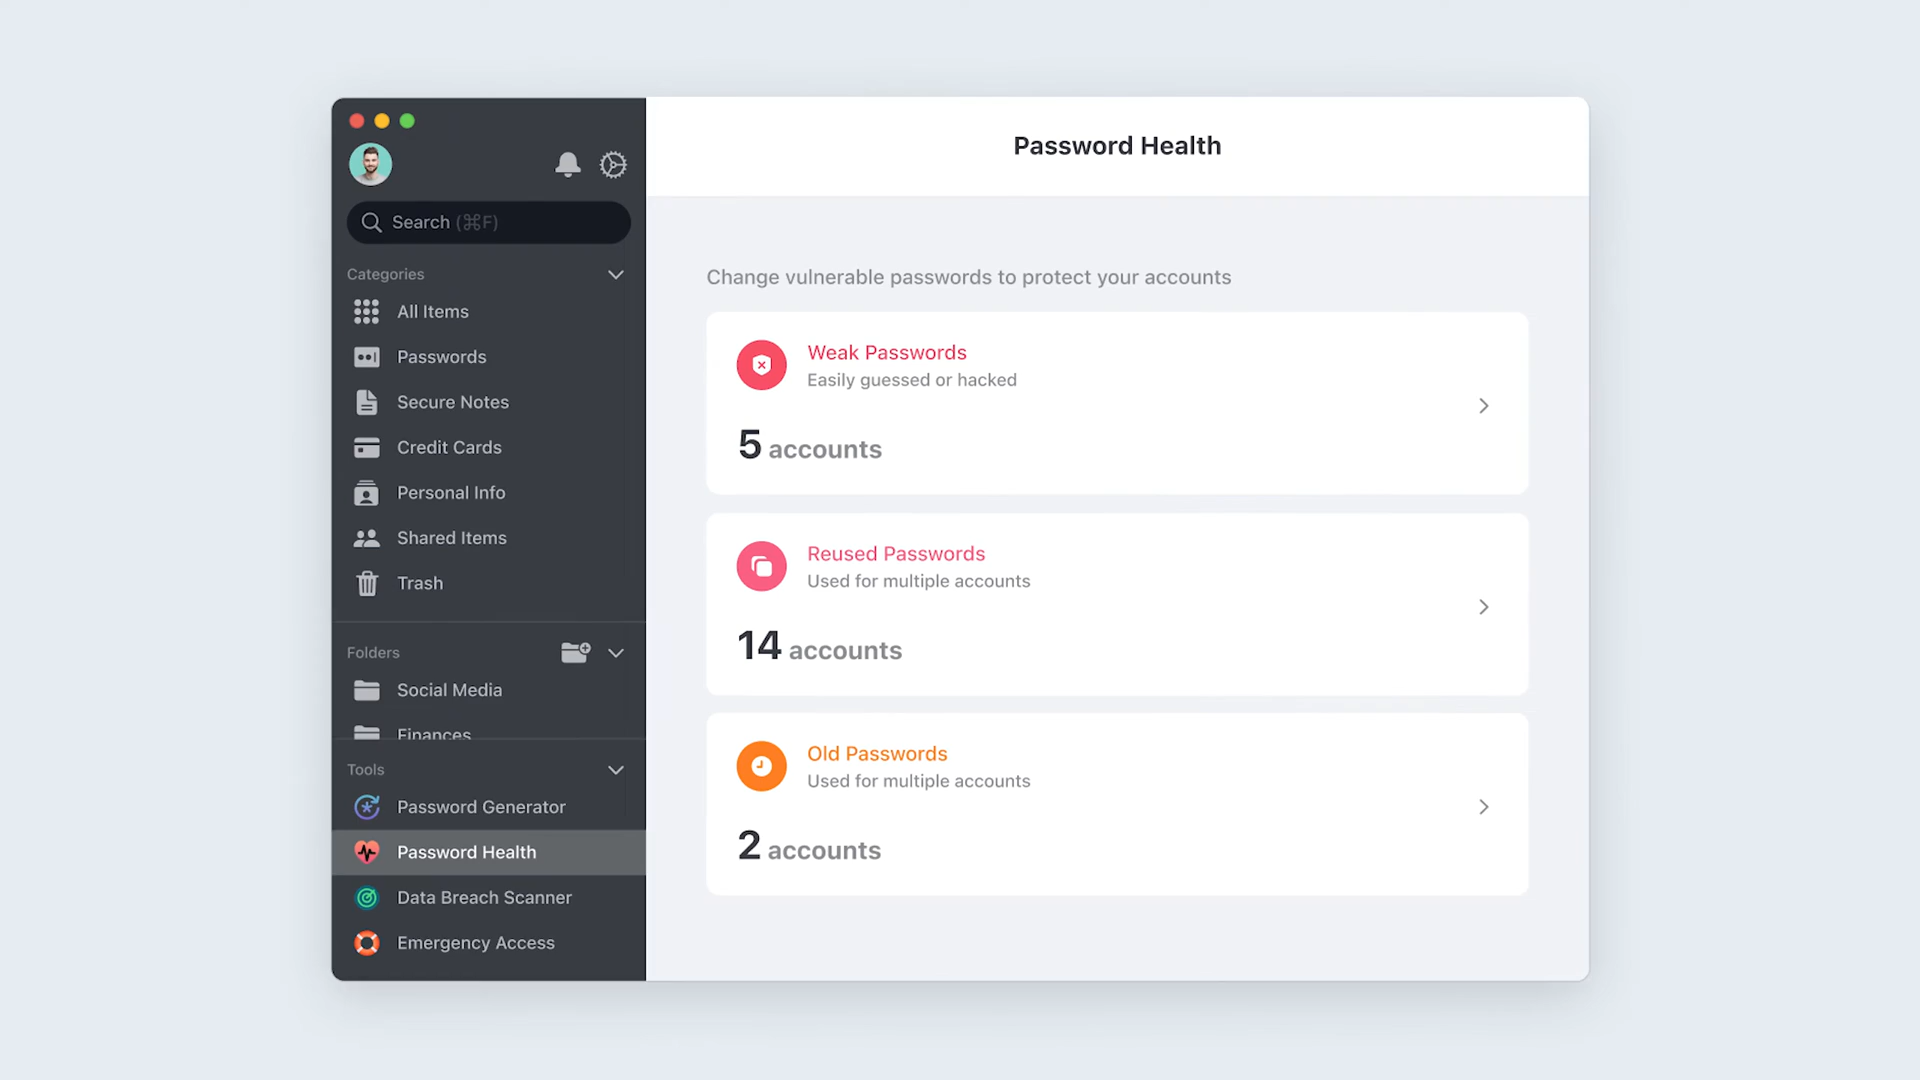 Search (⌘F)
Categories
All Items
Passwords
Secure Notes
Credit Cards
Personal Info
Shared Items
Trash
Folders
Social Media
Finances
Tools
Password Generator
Password Health
Data Breach Scanner
Emergency Access
Password Health
Change vulnerable passwords to protect your accounts
Weak Passwords
Easily guessed or hacked
5 accounts
Reused Passwords
Used for multiple accounts
14 accounts
Old Passwords
Used for multiple accounts
2 accounts